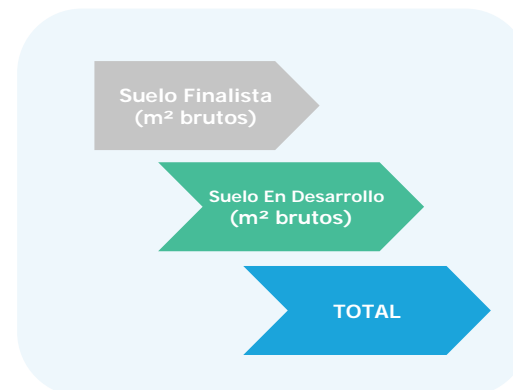 Suelo Finalista
(m² brutos)
Suelo En Desarrollo
(m² brutos)
TOTAL